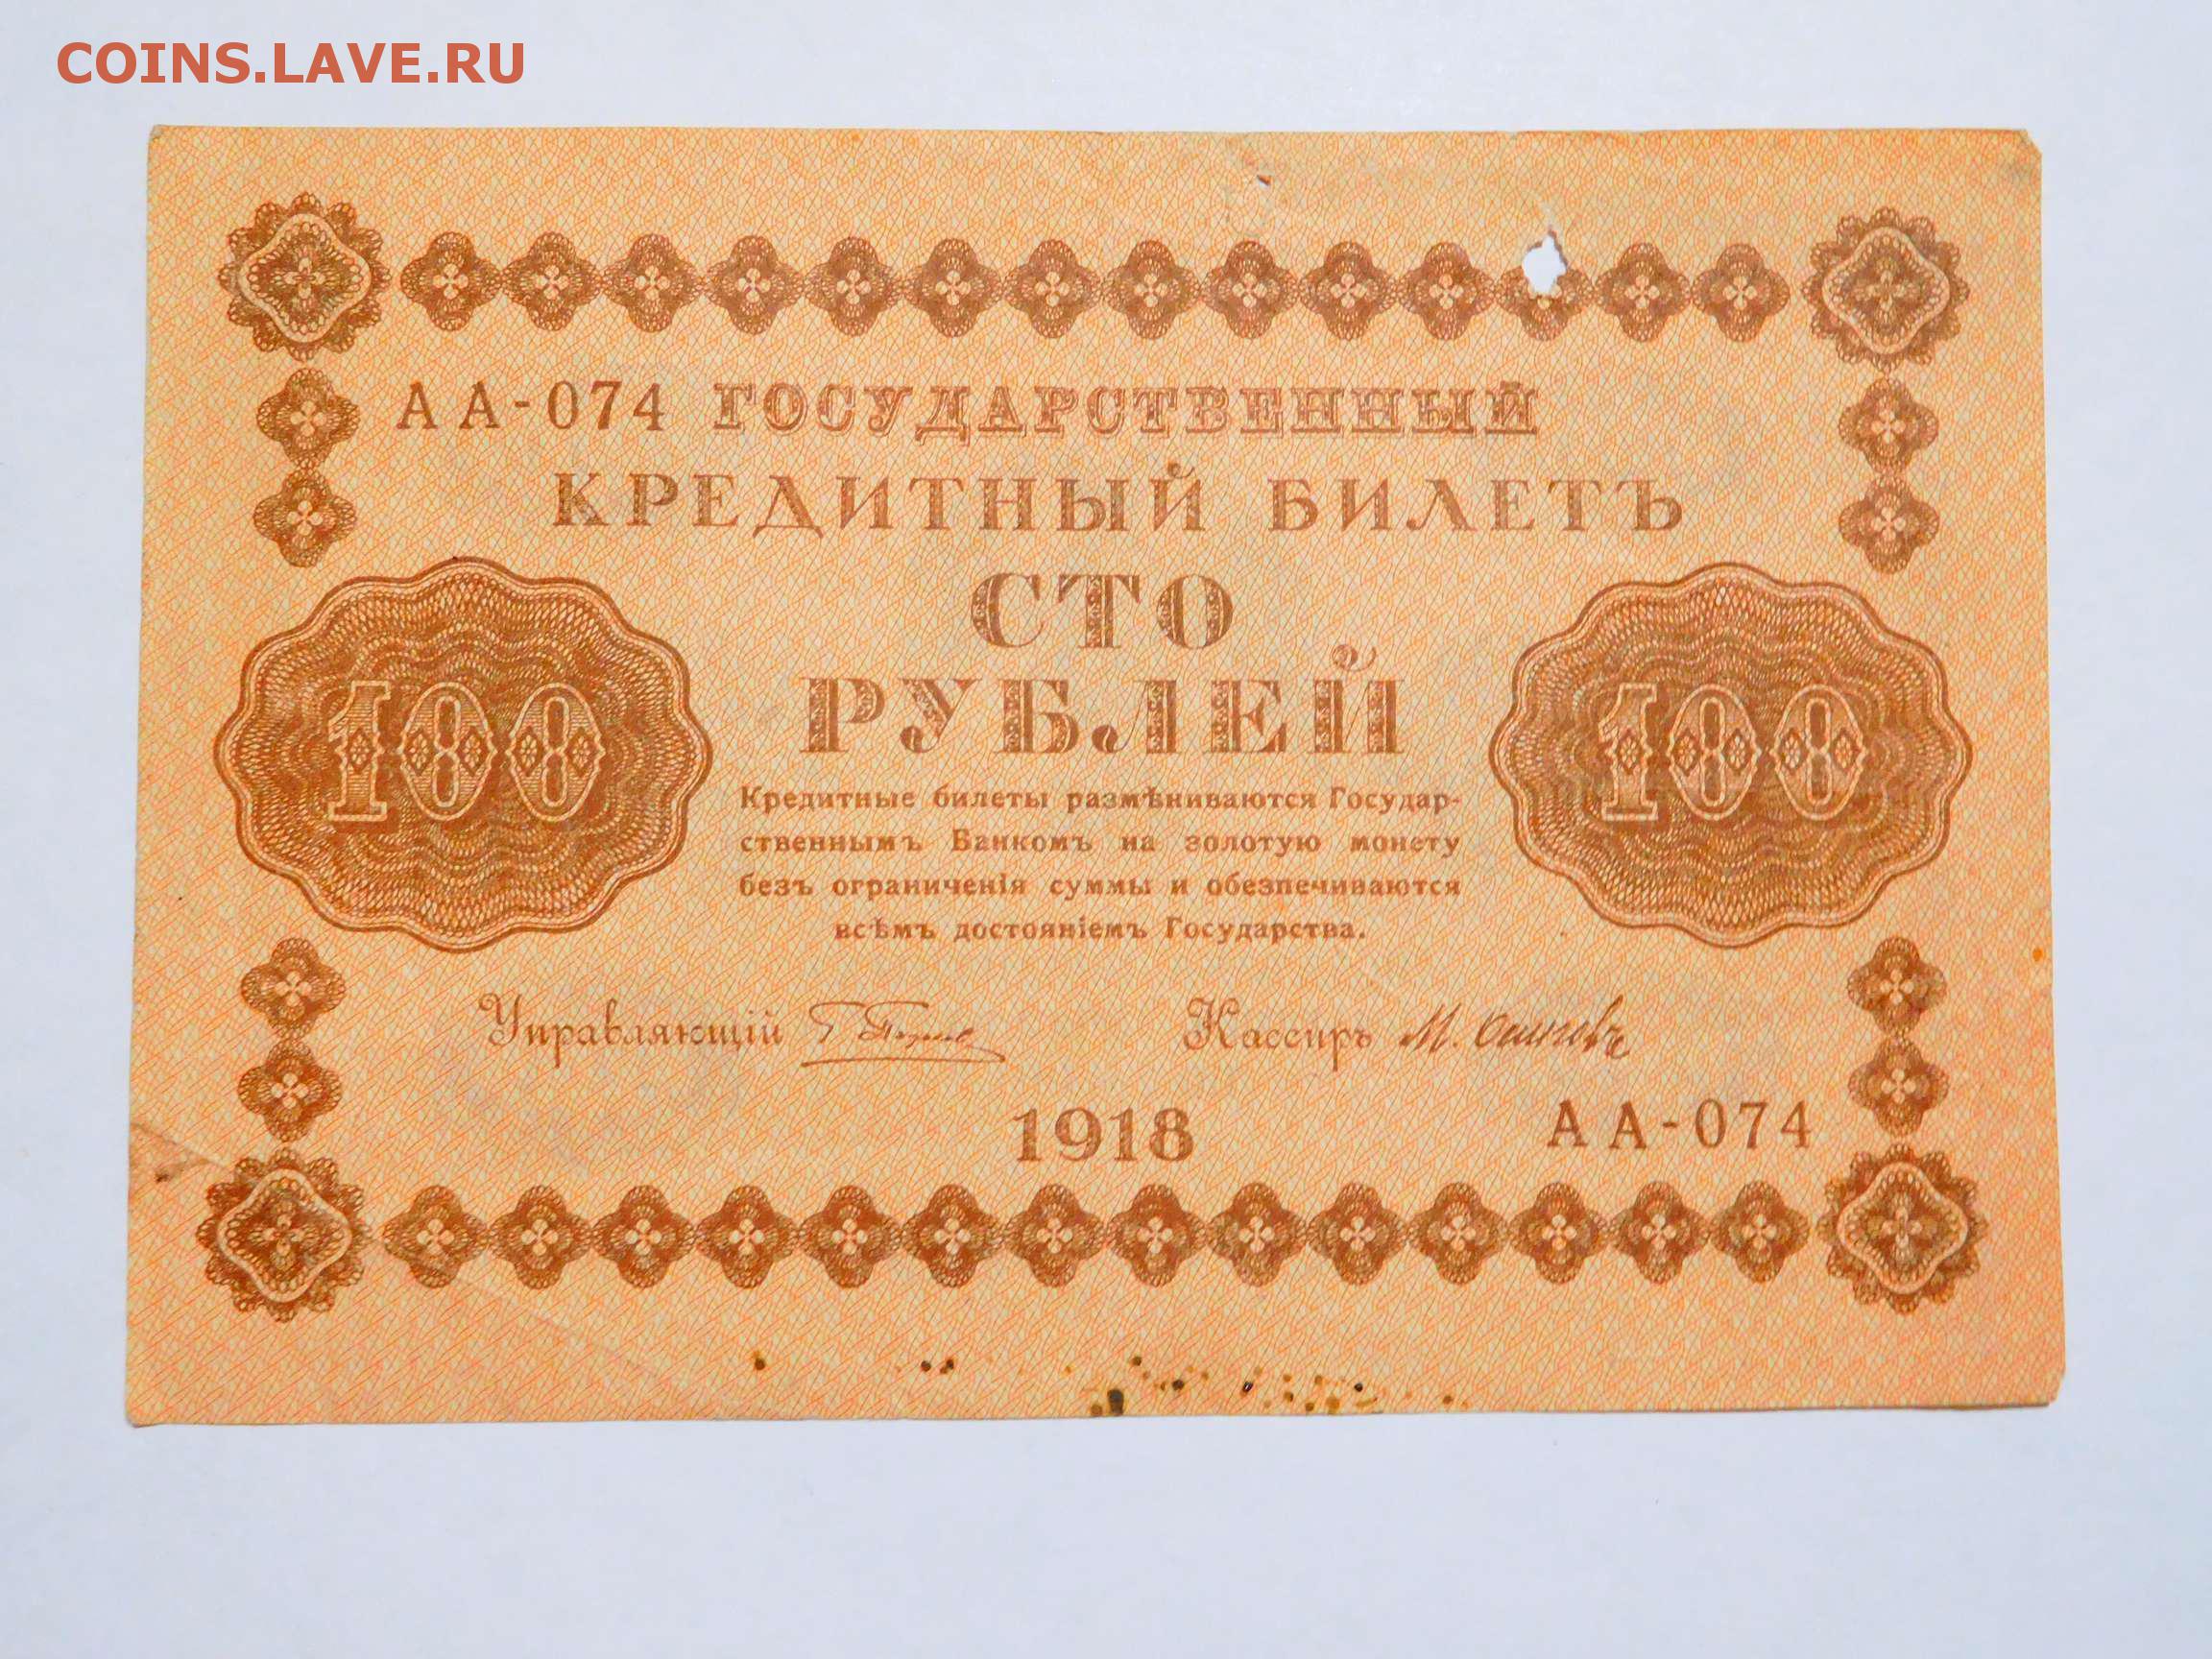 COINS.LAVE.RU
АА-074 ГОСУДАРСТВЕННЫЙ
КРЕДИТНЫЙ БИЛЕТЪ
СТО
РУБЛЕЙ
100
100
Кредитные билеты размѣниваются Государ-
ственнымъ Банкомъ на золотую монету
безъ ограниченія суммы и обезпечиваются
всѣмъ достояніемъ Государства.
Управляющій
Кассиръ М. Осиповъ
1918
АА-074